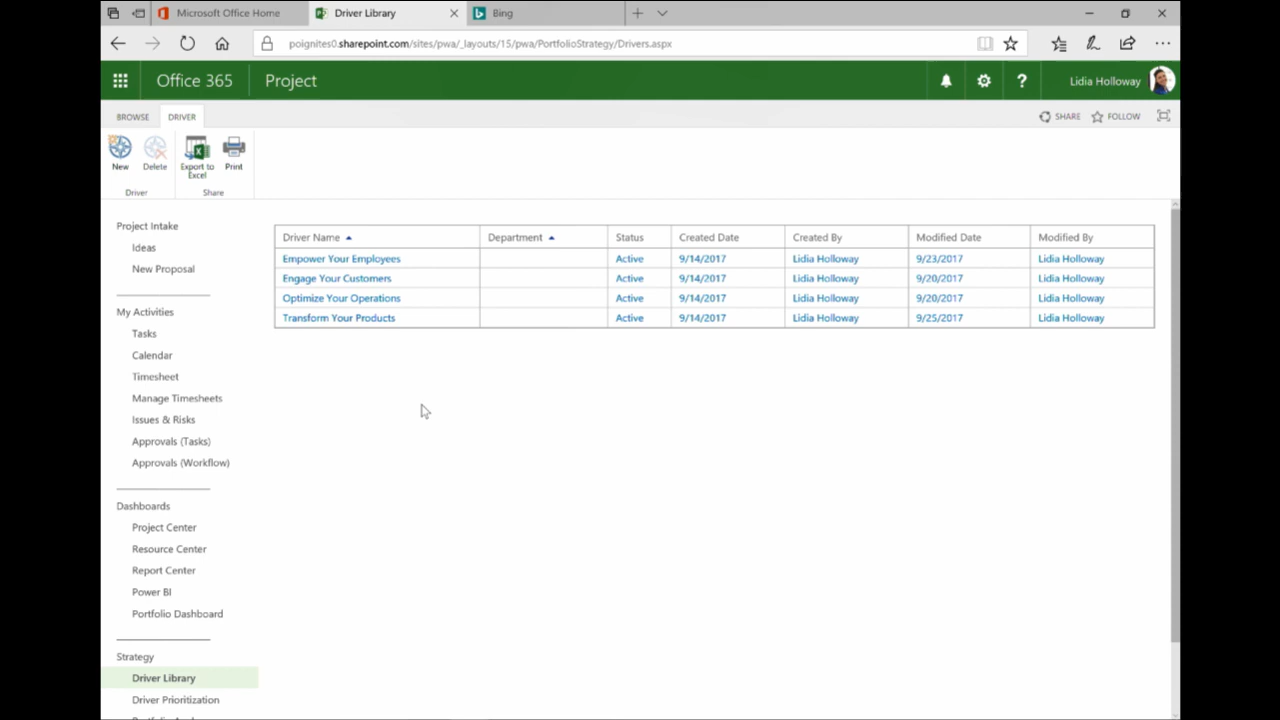 Microsoft Office Home
Driver Library
Bing
poignites0.sharepoint.com/sites/pwa/_layouts/15/pwa/PortfolioStrategy/Drivers.aspx
Office 365
Project
Lidia Holloway
BROWSE
DRIVER
SHARE
FOLLOW
New
Delete
Export to
Excel
Print
Driver
Share
Project Intake
Ideas
New Proposal
My Activities
Tasks
Calendar
Timesheet
Manage Timesheets
Issues & Risks
Approvals (Tasks)
Approvals (Workflow)
Dashboards
Project Center
Resource Center
Report Center
Power BI
Portfolio Dashboard
Strategy
Driver Library
Driver Prioritization
Driver Name Department Status Created Date Created By Modified Date Modified By
Empower Your Employees Active 9/14/2017 Lidia Holloway 9/23/2017 Lidia Holloway
Engage Your Customers Active 9/14/2017 Lidia Holloway 9/20/2017 Lidia Holloway
Optimize Your Operations Active 9/14/2017 Lidia Holloway 9/20/2017 Lidia Holloway
Transform Your Products Active 9/14/2017 Lidia Holloway 9/25/2017 Lidia Holloway